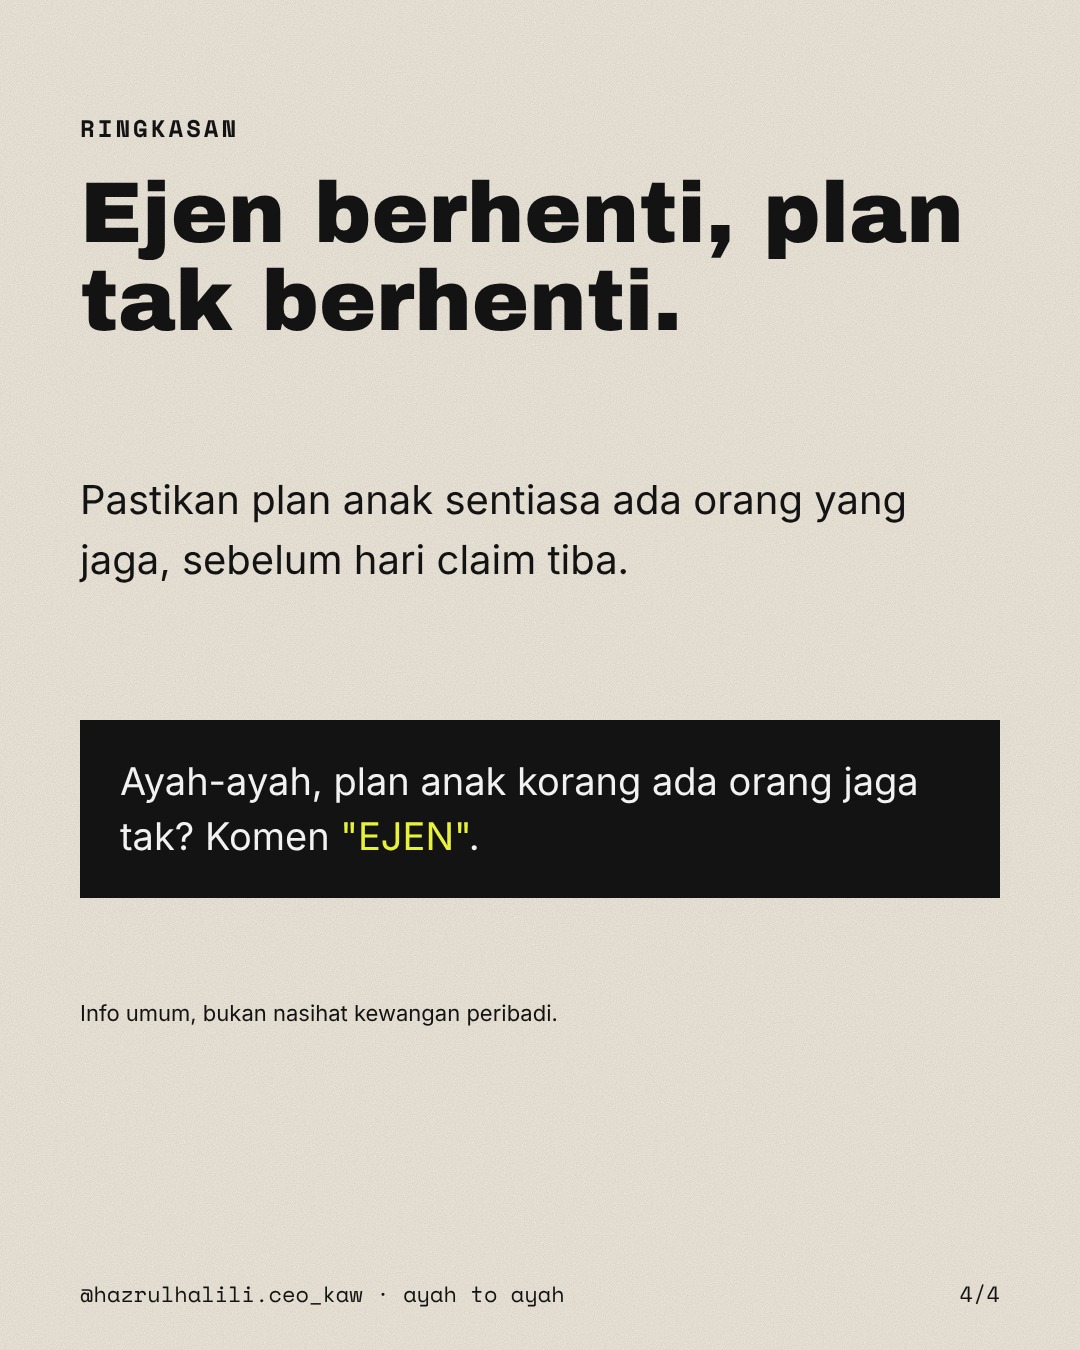 RINGKASAN
Ejen berhenti, plan
tak berhenti.
Pastikan plan anak sentiasa ada orang yang
jaga, sebelum hari claim tiba.
Ayah-ayah, plan anak korang ada orang jaga
tak? Komen "EJEN".
Info umum, bukan nasihat kewangan peribadi.
@hazrulhalili.ceo_kaw · ayah to ayah
4/4